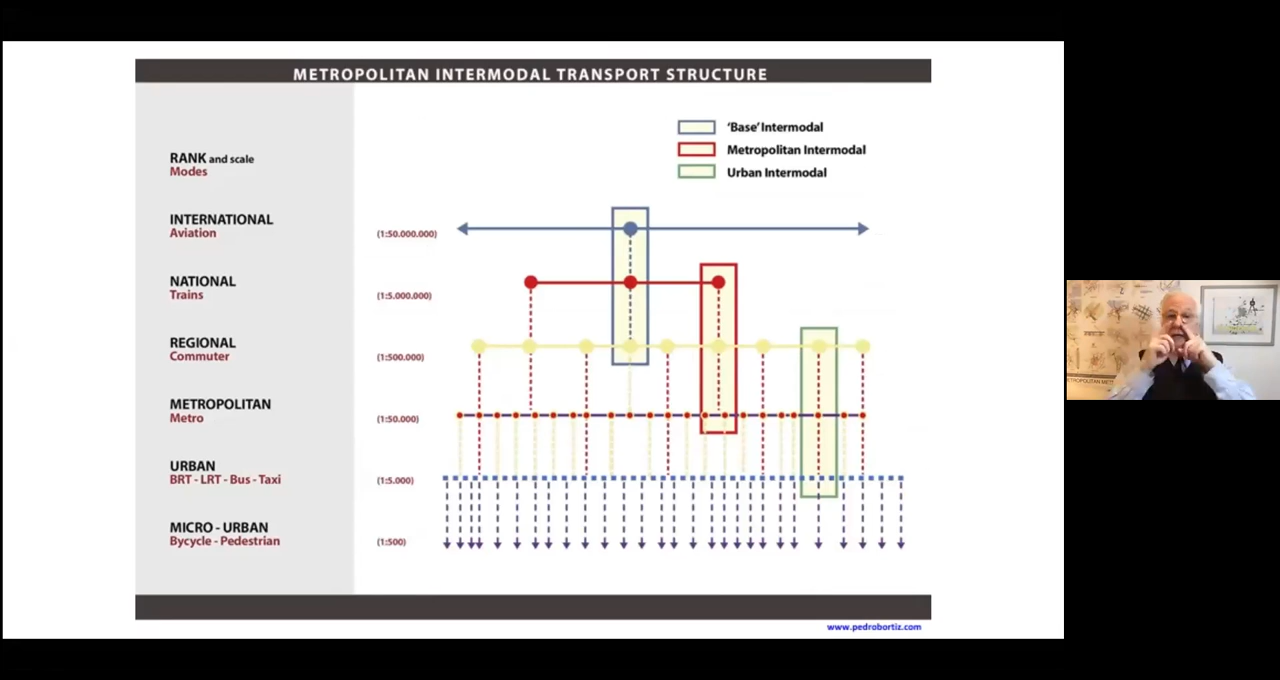 METROPOLITAN INTERMODAL TRANSPORT STRUCTURE
'Base' Intermodal
Metropolitan Intermodal
Urban Intermodal
RANK and scale
Modes
INTERNATIONAL
Aviation
(1:50.000.000)
NATIONAL
Trains
(1:5.000.000)
REGIONAL
Commuter
(1:500.000)
METROPOLITAN
Metro
(1:50.000)
URBAN
BRT - LRT - Bus - Taxi
(1:5.000)
MICRO - URBAN
Bycycle - Pedestrian
(1:500)
www.pedrobortiz.com